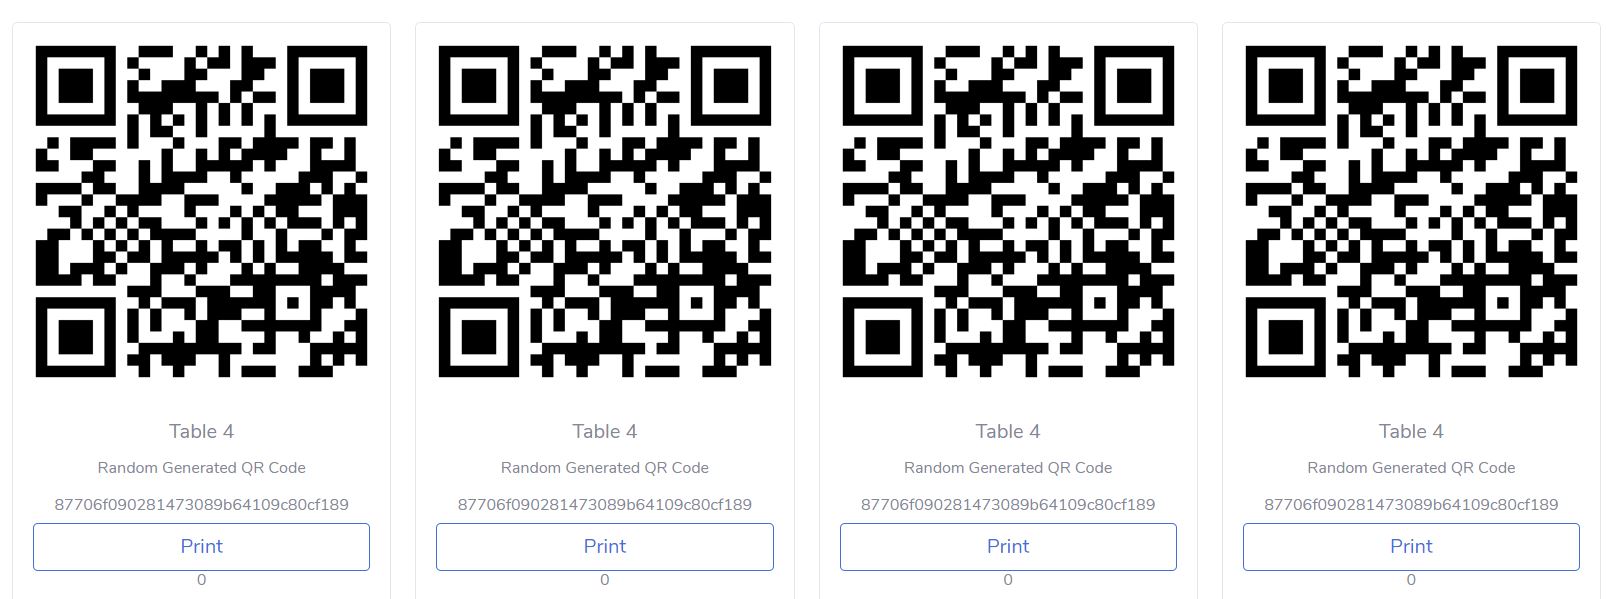 Table 4
Random Generated QR Code
87706f090281473089b64109c80cf189
Print
0
Table 4
Random Generated QR Code
87706f090281473089b64109c80cf189
Print
0
Table 4
Random Generated QR Code
87706f090281473089b64109c80cf189
Print
0
Table 4
Random Generated QR Code
87706f090281473089b64109c80cf189
Print
0